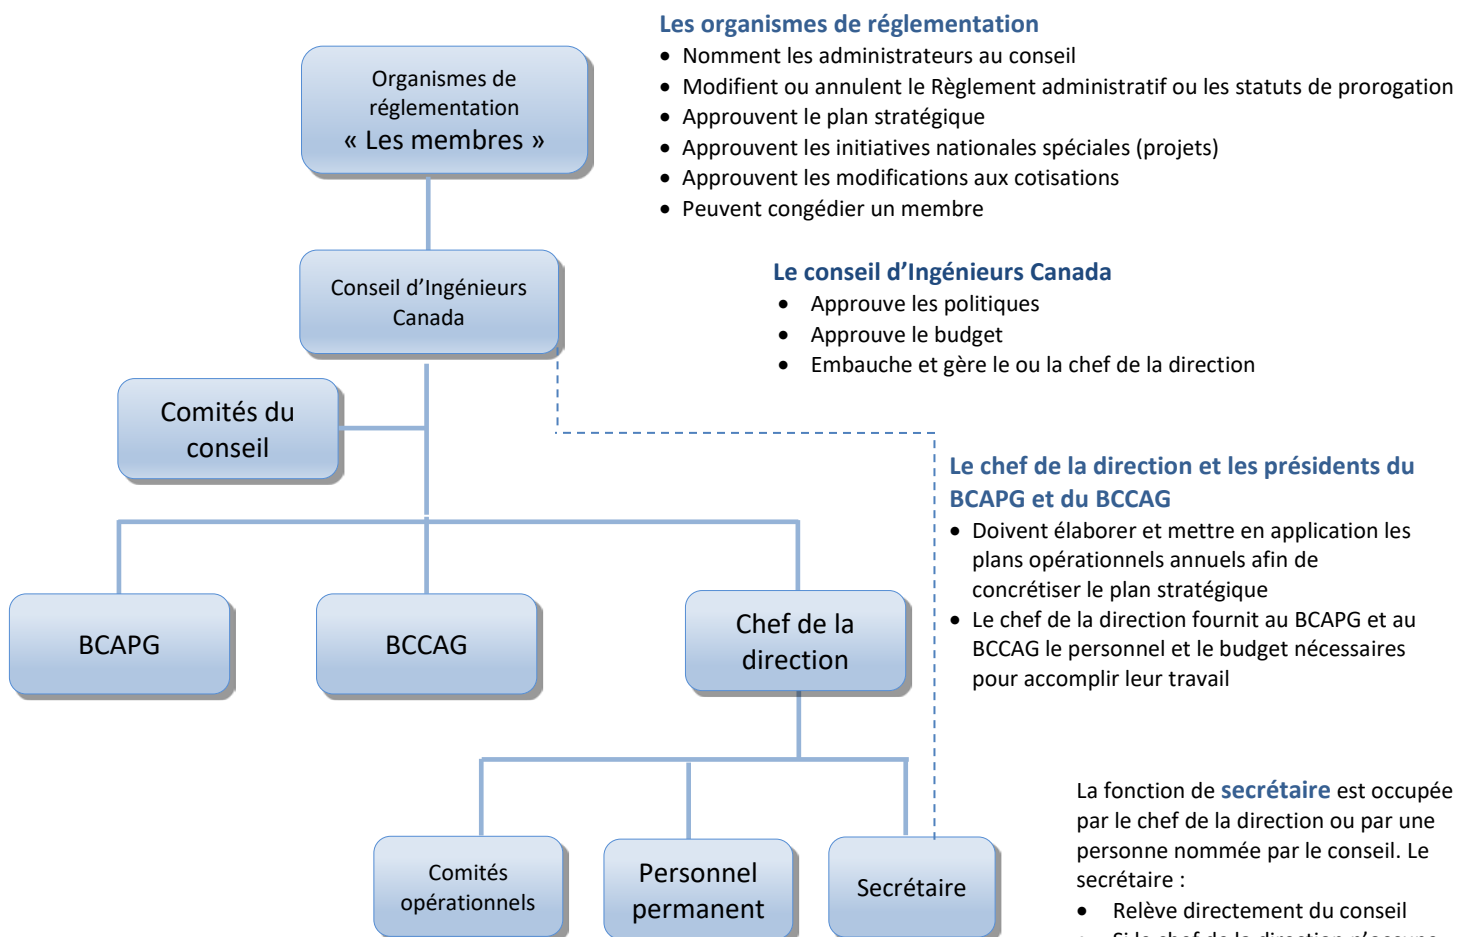 Les organismes de réglementation
• Nomment les administrateurs au conseil
• Modifient ou annulent le Règlement administratif ou les statuts de prorogation
• Approuvent le plan stratégique
• Approuvent les initiatives nationales spéciales (projets)
• Approuvent les modifications aux cotisations
• Peuvent congédier un membre
Organismes de
réglementation
« Les membres »
Le conseil d’Ingénieurs Canada
• Approuve les politiques
• Approuve le budget
• Embauche et gère le ou la chef de la direction
Conseil d’Ingénieurs
Canada
Comités du
conseil
Le chef de la direction et les présidents du
BCAPG et du BCCAG
• Doivent élaborer et mettre en application les
plans opérationnels annuels afin de
concrétiser le plan stratégique
• Le chef de la direction fournit au BCAPG et au
BCCAG le personnel et le budget nécessaires
pour accomplir leur travail
BCAPG
BCCAG
Chef de la
direction
La fonction de secrétaire est occupée
par le chef de la direction ou par une
personne nommée par le conseil. Le
secrétaire :
• Relève directement du conseil
• Si le chef de la direction n’occupe
Comités
opérationnels
Personnel
permanent
Secrétaire